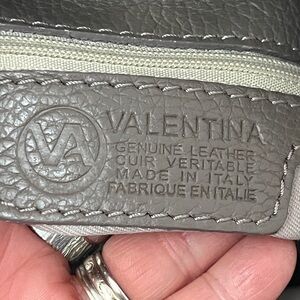 VA
VALENTINA
GENUINE LEATHER
CUIR VERITABLE
MADE IN ITALY
FABRIQUE EN ITALIE